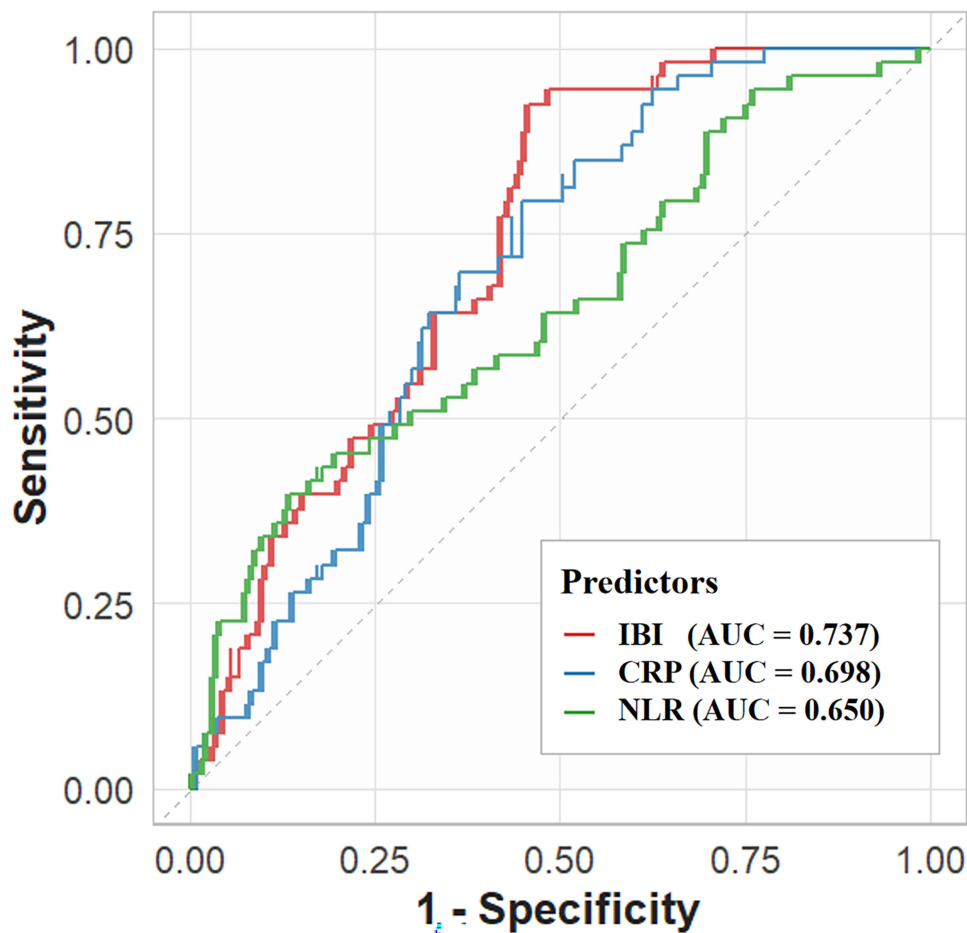 1.00
0.75
0.50
0.25
0.00
Sensitivity
Predictors
IBI (AUC = 0.737)
CRP (AUC = 0.698)
NLR (AUC = 0.650)
0.00 0.25 0.50 0.75 1.00
1 - Specificity